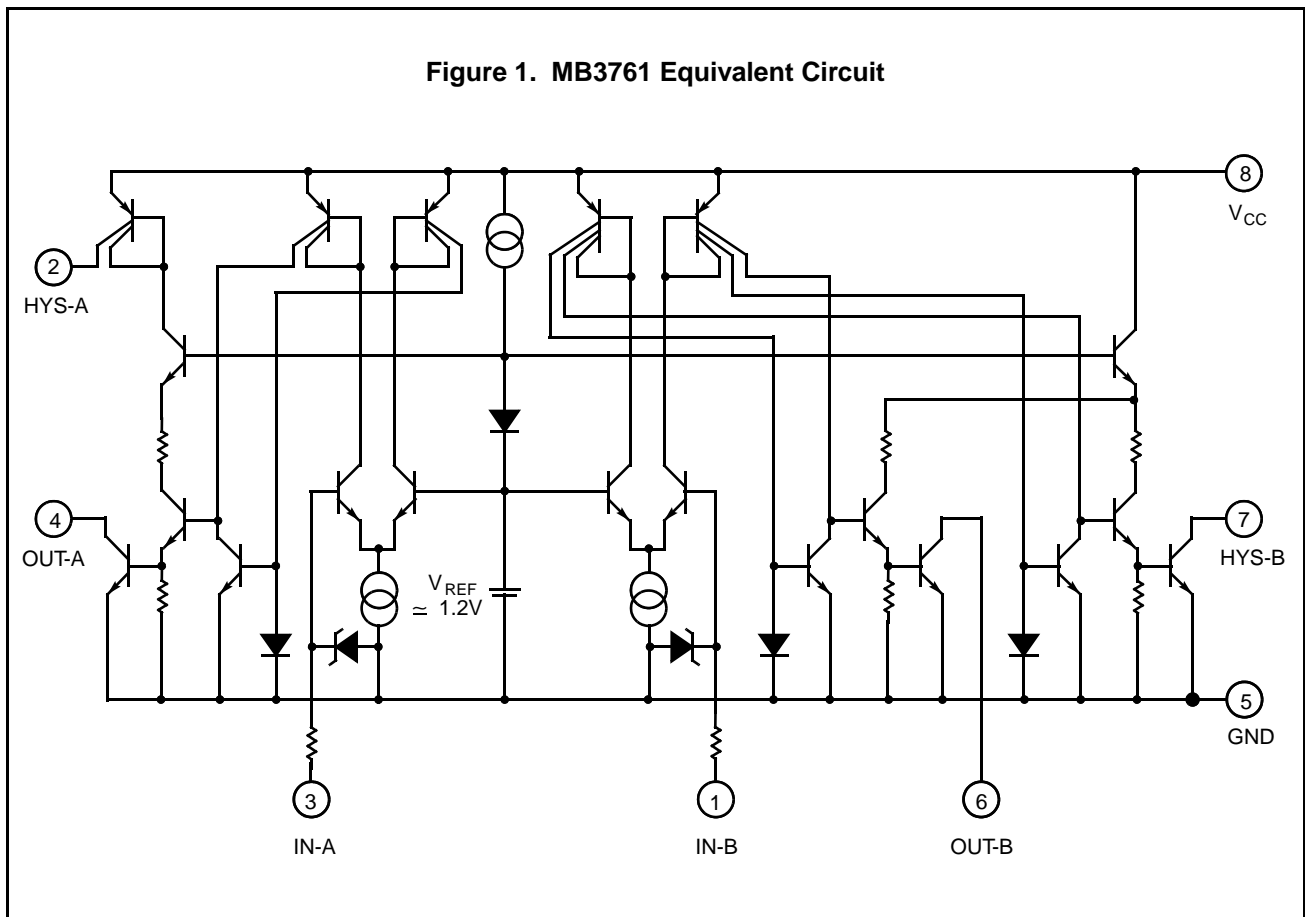 Figure 1. MB3761 Equivalent Circuit
8
VCC
2
HYS-A
4
OUT-A
7
HYS-B
VREF
≃ 1.2V
5
GND
3
1
6
IN-A
IN-B
OUT-B